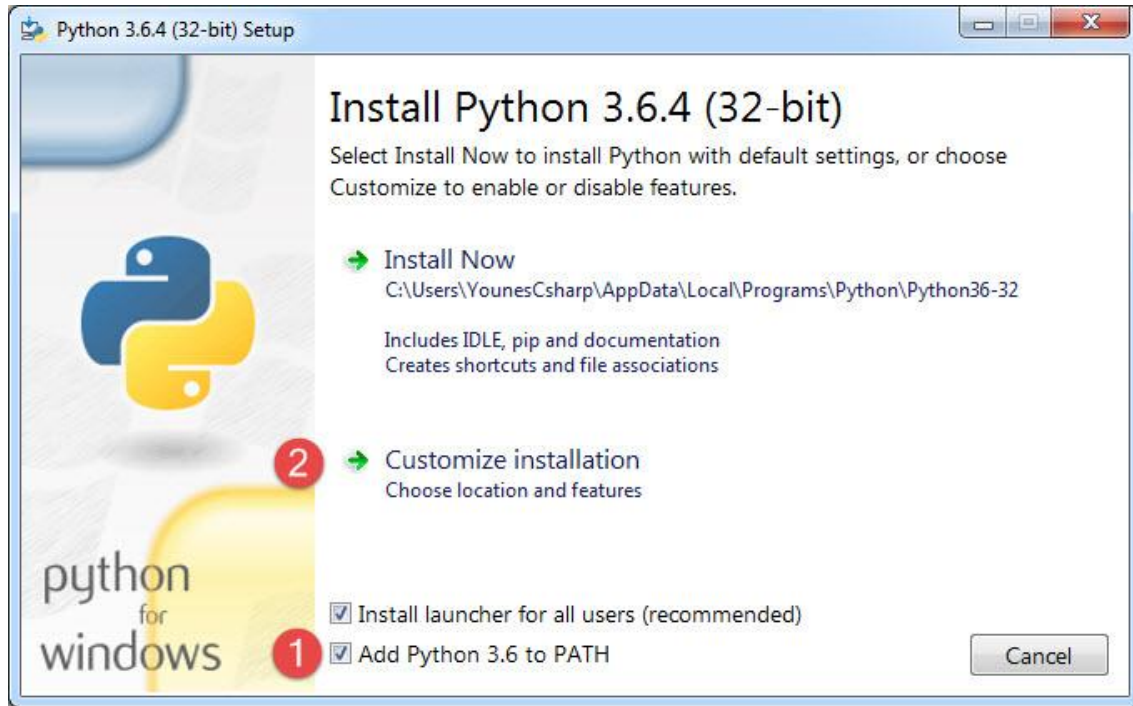 Python 3.6.4 (32-bit) Setup
Install Python 3.6.4 (32-bit)
Select Install Now to install Python with default settings, or choose
Customize to enable or disable features.
Install Now
C:\Users\YounesCsharp\AppData\Local\Programs\Python\Python36-32
Includes IDLE, pip and documentation
Creates shortcuts and file associations
2 Customize installation
Choose location and features
python
for
windows
Install launcher for all users (recommended)
1 Add Python 3.6 to PATH
Cancel